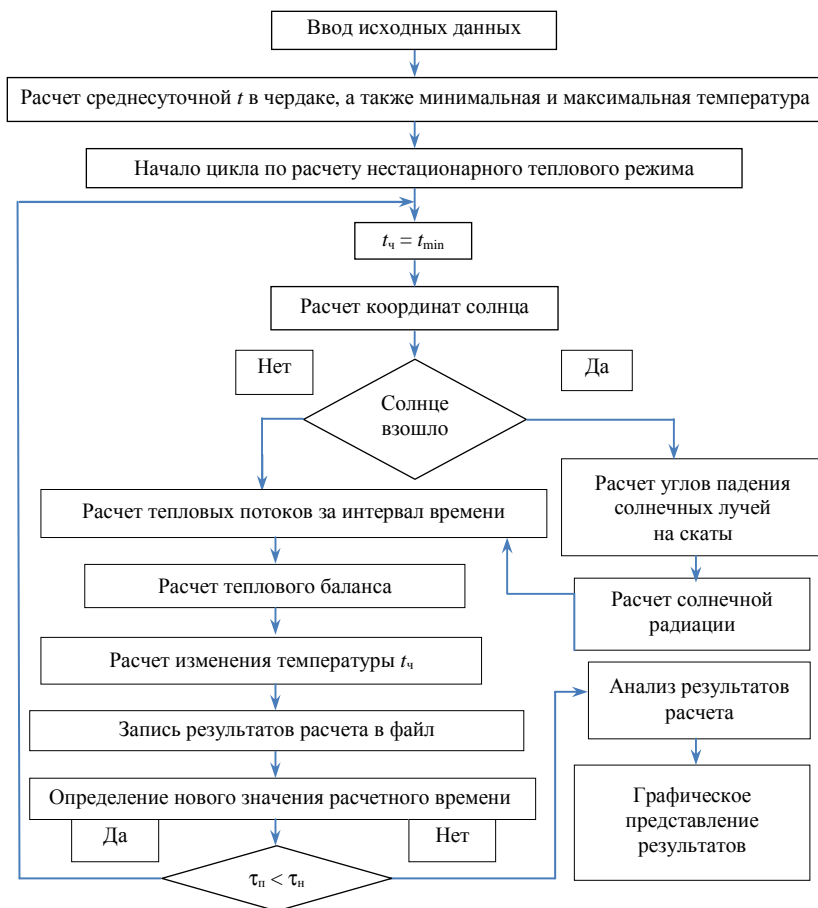 Ввод исходных данных
Расчет среднесуточной t в чердаке, а также минимальная и максимальная температура
Начало цикла по расчету нестационарного теплового режима
tч = tmin
Расчет координат солнца
Нет
Да
Солнце
взошло
Расчет углов падения
солнечных лучей
на скаты
Расчет тепловых потоков за интервал времени
Расчет теплового баланса
Расчет солнечной
радиации
Расчет изменения температуры tч
Анализ результатов
расчета
Запись результатов расчета в файл
Определение нового значения расчетного времени
Графическое
представление
результатов
Да
Нет
τп < τн